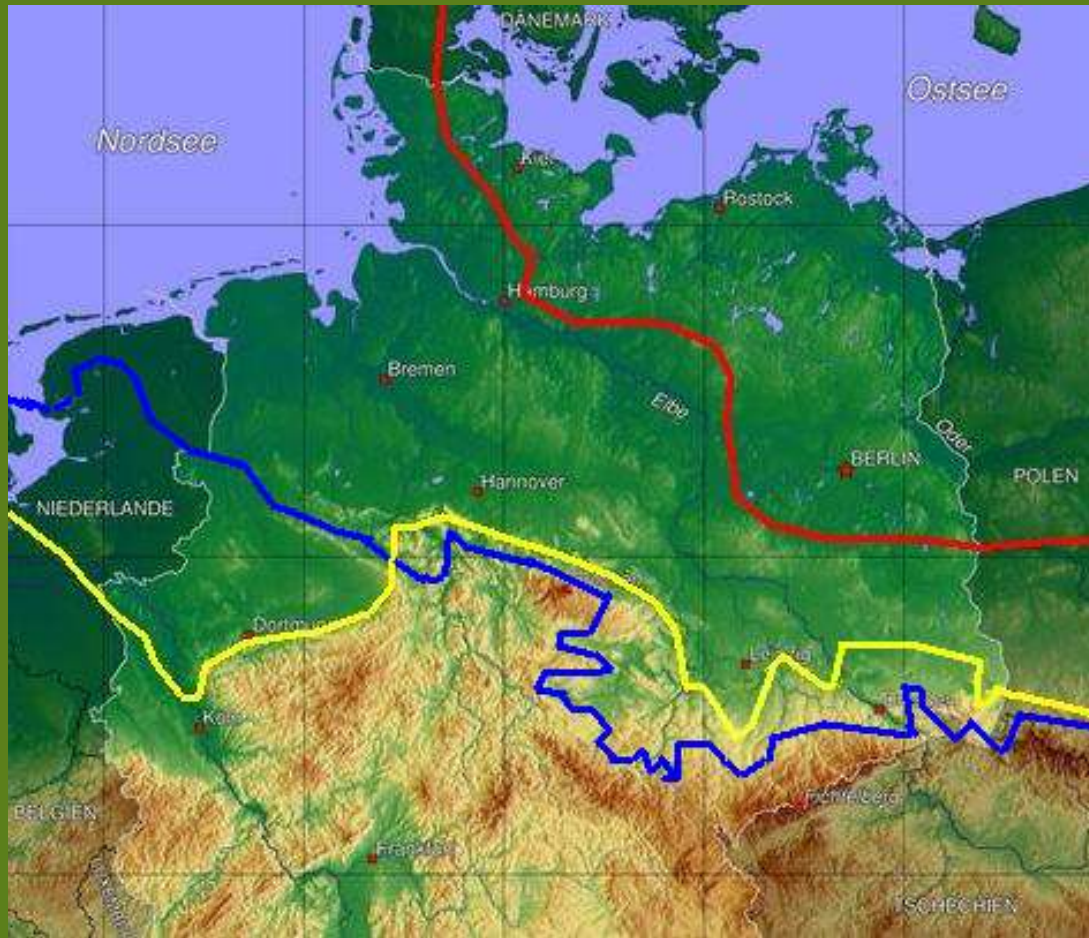 DÄNEMARK
Ostsee
Nordsee
Kiel
Rostock
Hamburg
Bremen
Elbe
Oder
BERLIN
Hannover
POLEN
NIEDERLANDE
Dortmund
Leipzig
Köln
Fichtelberg
BELGIEN
Frankfurt
TSCHECHIEN